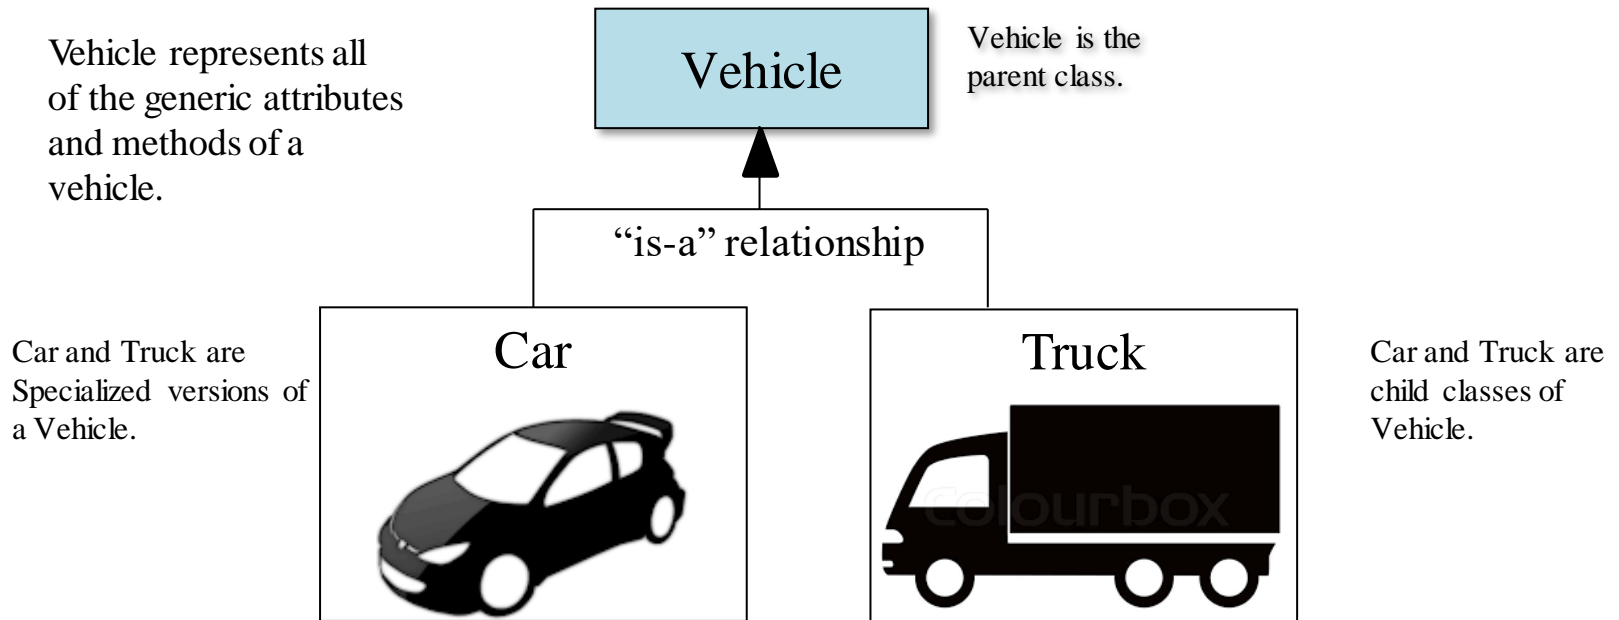 Vehicle represents all
of the generic attributes
and methods of a
vehicle.
Vehicle
Vehicle is the
parent class.
“is-a” relationship
Car and Truck are
Specialized versions of
a Vehicle.
Car
Truck
colourbox
Car and Truck are
child classes of
Vehicle.